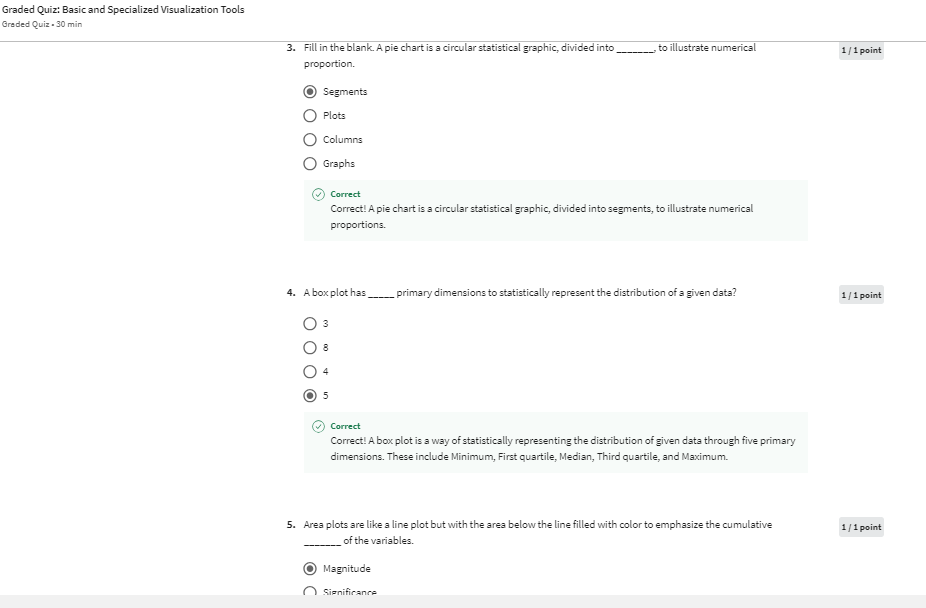 Graded Quiz: Basic and Specialized Visualization Tools
Graded Quiz • 30 min
3. Fill in the blank. A pie chart is a circular statistical graphic, divided into _______, to illustrate numerical
proportion.
1 / 1 point
Segments
Plots
Columns
Graphs
Correct
Correct! A pie chart is a circular statistical graphic, divided into segments, to illustrate numerical
proportions.
4. A box plot has _____ primary dimensions to statistically represent the distribution of a given data?
1 / 1 point
3
8
4
5
Correct
Correct! A box plot is a way of statistically representing the distribution of given data through five primary
dimensions. These include Minimum, First quartile, Median, Third quartile, and Maximum.
5. Area plots are like a line plot but with the area below the line filled with color to emphasize the cumulative
_______ of the variables.
1 / 1 point
Magnitude
Significance